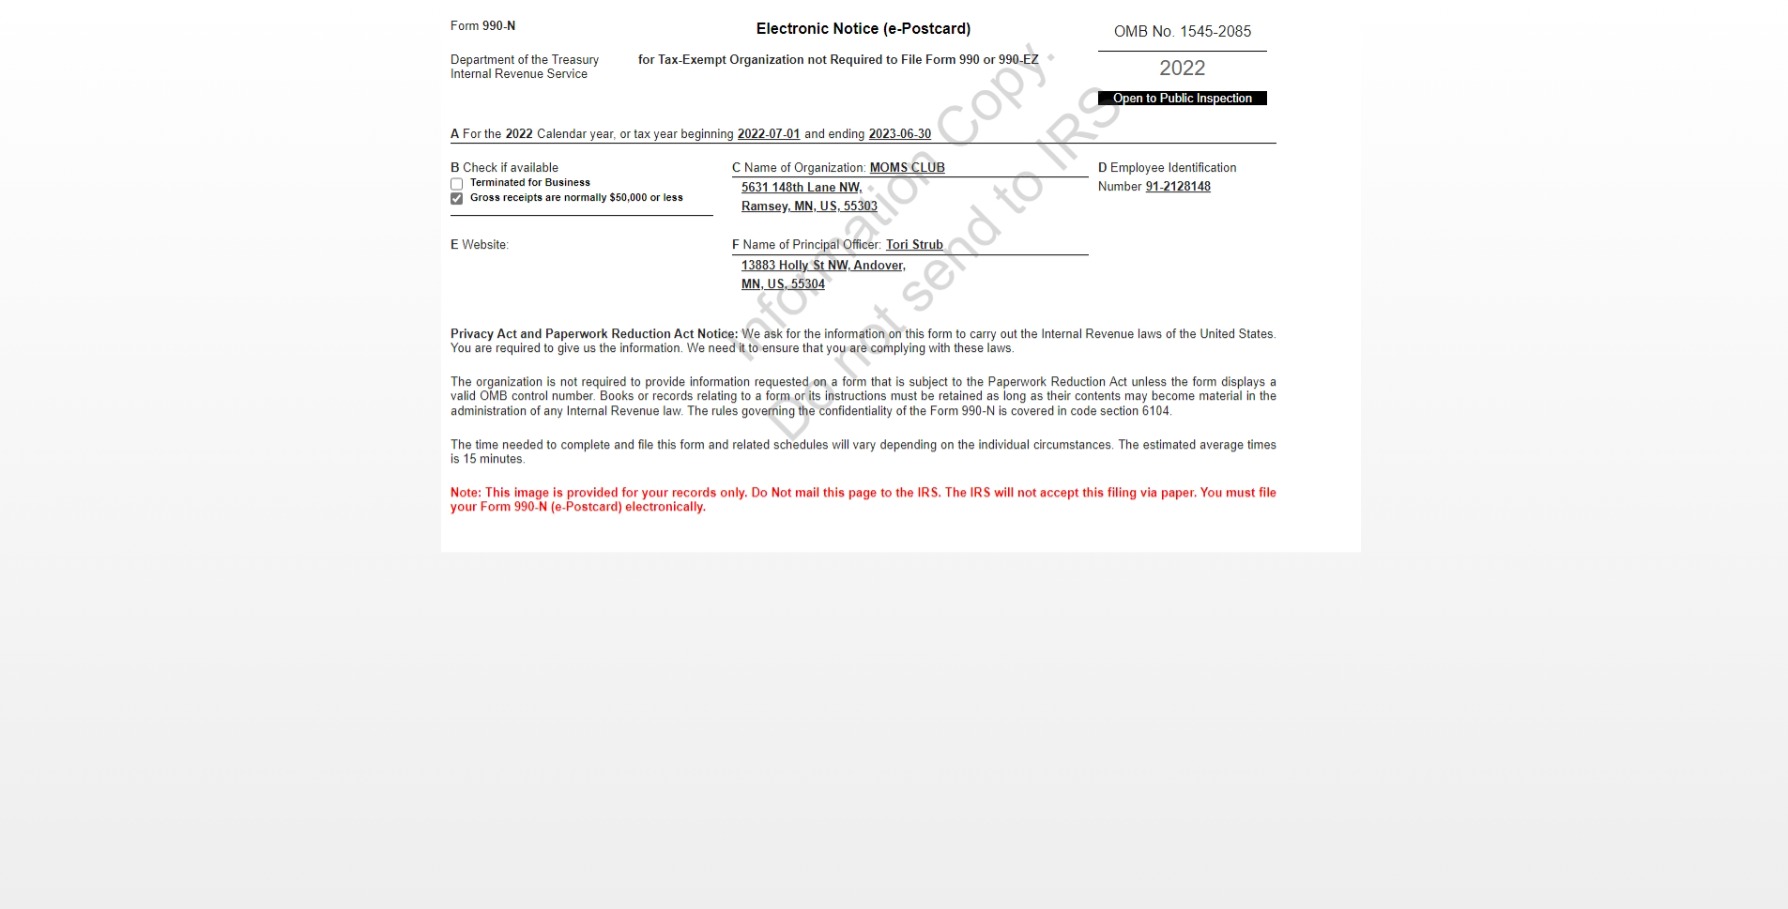 Form 990-N
Electronic Notice (e-Postcard)
OMB No. 1545-2085
Department of the Treasury
Internal Revenue Service
for Tax-Exempt Organization not Required to File Form 990 or 990-EZ
2022
Open to Public Inspection
A For the 2022 Calendar year, or tax year beginning 2022-07-01 and ending 2023-06-30
B Check if available
Terminated for Business
Gross receipts are normally $50,000 or less
C Name of Organization: MOMS CLUB
5631 148th Lane NW,
Ramsey, MN, US, 55303
D Employee Identification
Number 91-2128148
E Website:
F Name of Principal Officer: Tori Strub
13883 Holly St NW, Andover,
MN, US, 55304
Privacy Act and Paperwork Reduction Act Notice: We ask for the information on this form to carry out the Internal Revenue laws of the United States.
You are required to give us the information. We need it to ensure that you are complying with these laws.
The organization is not required to provide information requested on a form that is subject to the Paperwork Reduction Act unless the form displays a
valid OMB control number. Books or records relating to a form or its instructions must be retained as long as their contents may become material in the
administration of any Internal Revenue law. The rules governing the confidentiality of the Form 990-N is covered in code section 6104.
The time needed to complete and file this form and related schedules will vary depending on the individual circumstances. The estimated average times
is 15 minutes.
Note: This image is provided for your records only. Do Not mail this page to the IRS. The IRS will not accept this filing via paper. You must file
your Form 990-N (e-Postcard) electronically.
Information Copy.
Do not send to IRS.